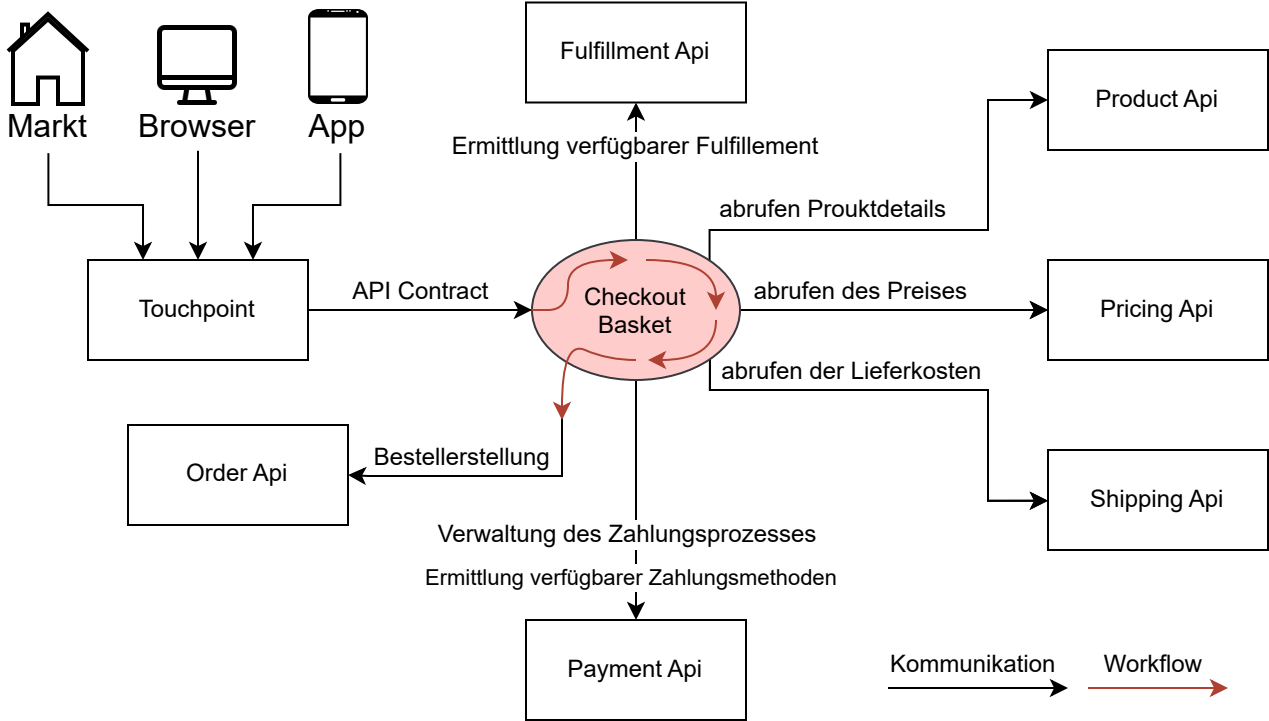 Markt
Browser
App
Fulfillment Api
Product Api
Ermittlung verfügbarer Fulfillement
abrufen Prouktdetails
Touchpoint
API Contract
Checkout
Basket
abrufen des Preises
Pricing Api
abrufen der Lieferkosten
Order Api
Bestellerstellung
Shipping Api
Verwaltung des Zahlungsprozesses
Ermittlung verfügbarer Zahlungsmethoden
Payment Api
Kommunikation
Workflow